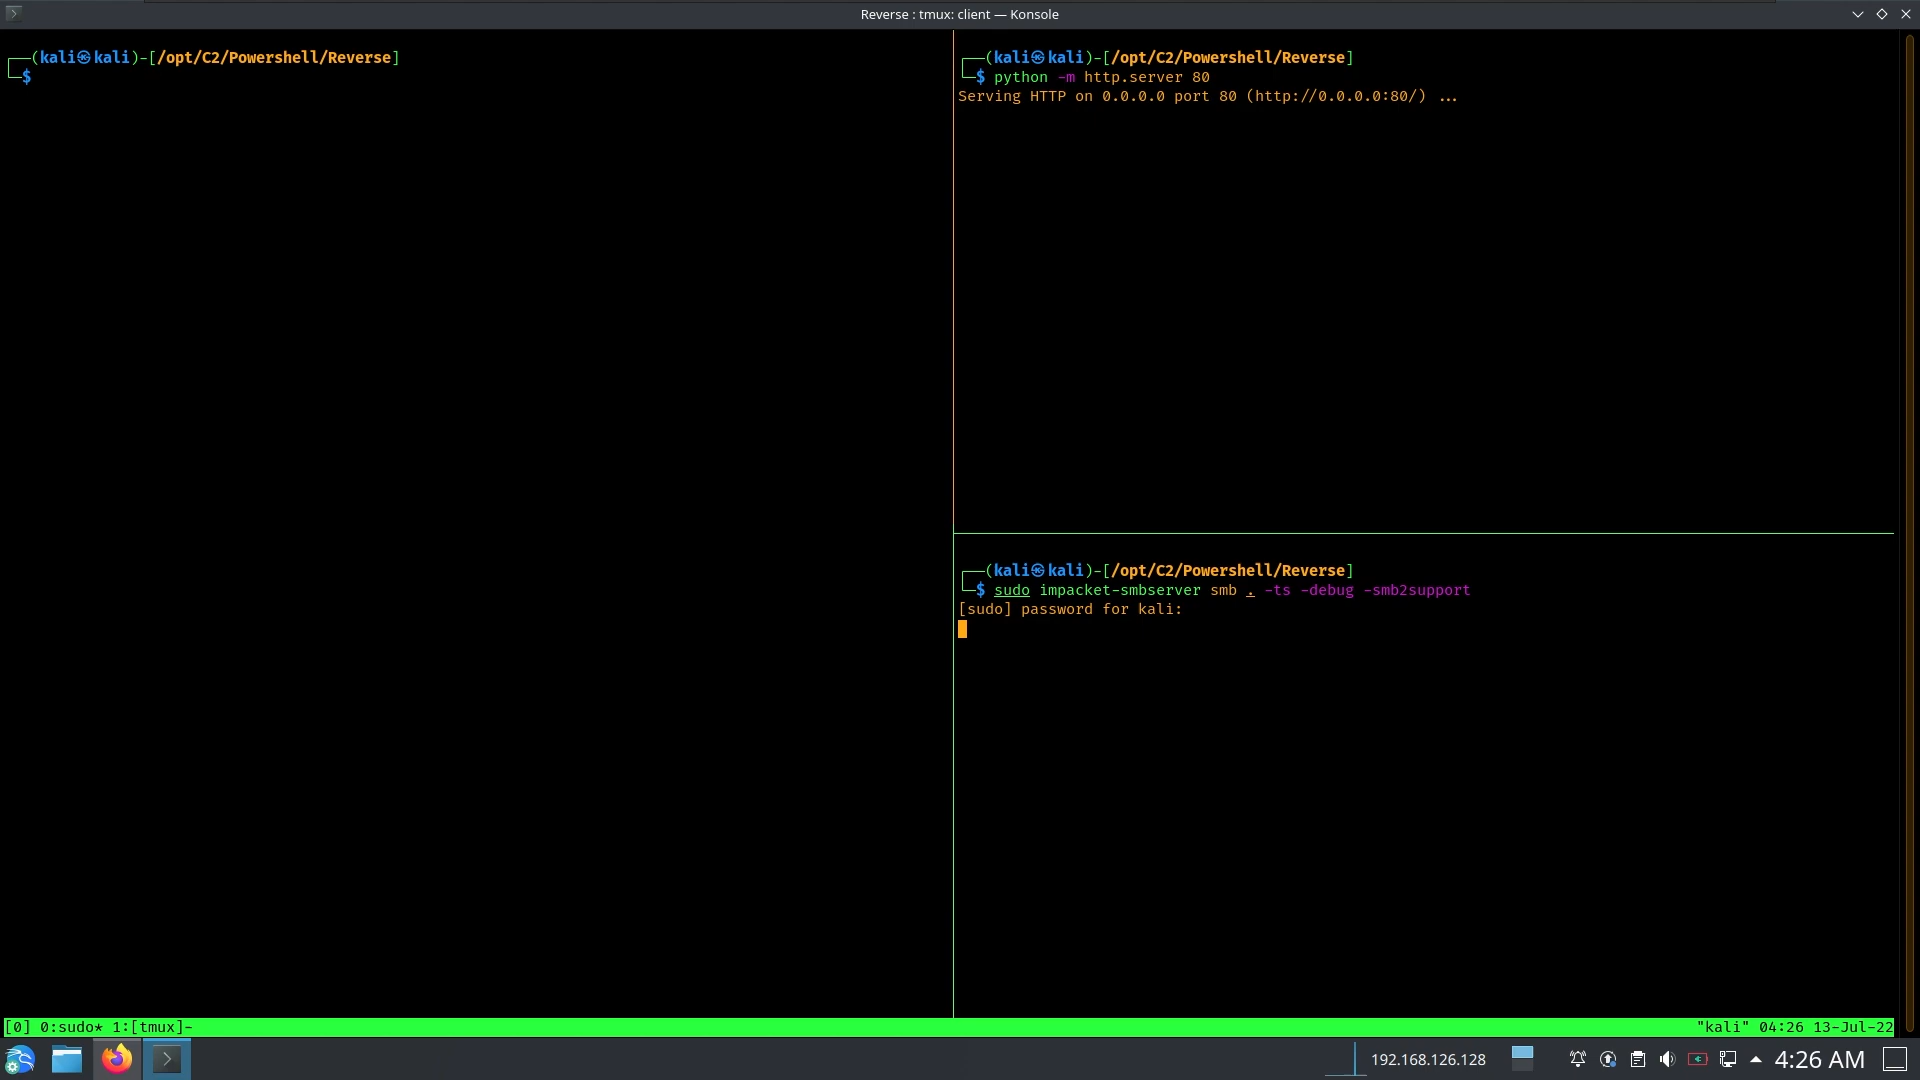 Reverse : tmux: client — Konsole
┌──(kali㉿kali)-[/opt/C2/Powershell/Reverse]
└─$
┌──(kali㉿kali)-[/opt/C2/Powershell/Reverse]
└─$ python -m http.server 80
Serving HTTP on 0.0.0.0 port 80 (http://0.0.0.0:80/) ...
┌──(kali㉿kali)-[/opt/C2/Powershell/Reverse]
└─$ sudo impacket-smbserver smb . -ts -debug -smb2support
[sudo] password for kali:
[0] 0:sudo* 1:[tmux]- "kali" 04:26 13-Jul-22
192.168.126.128 4:26 AM